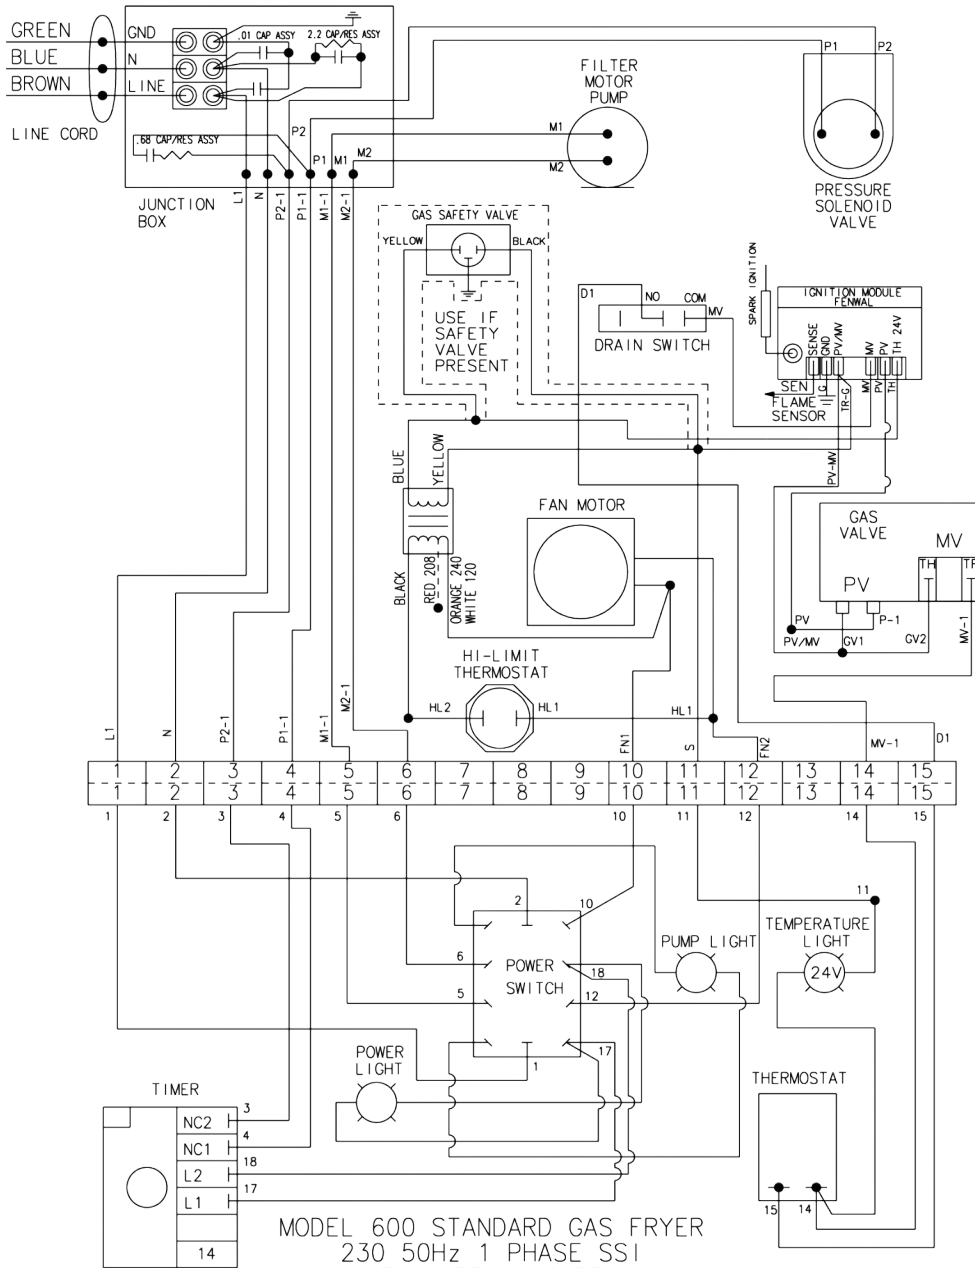 GREEN
GND
.01 CAP ASSY
2.2 CAP/RES ASSY
BLUE
N
BROWN
LINE
LINE CORD
.68 CAP/RES ASSY
P2
P1
M1
M2
JUNCTION
BOX
L1
N
P2-1
P1-1
M1-1
M2-1
FILTER
MOTOR
PUMP
M1
M2
P1
P2
PRESSURE
SOLENOID
VALVE
GAS SAFETY VALVE
YELLOW
BLACK
USE IF
SAFETY
VALVE
PRESENT
D1
NO
COM
MV
DRAIN SWITCH
SPARK IGNITION
IGNITION MODULE
FENWAL
SENSE
GND
PV/MV
MV
PV
TH 24V
SEN
G
TR-G
MV
PV
TH
FLAME
SENSOR
PV-MV
BLUE
YELLOW
BLACK
RED 208
ORANGE 240
WHITE 120
FAN MOTOR
GAS
VALVE
MV
TH
TR
PV
PV
P-1
PV/MV
GV1
GV2
MV-1
HI-LIMIT
THERMOSTAT
HL2
HL1
HL1
L1
N
P2-1
P1-1
M1-1
M2-1
FN1
S
FN2
MV-1
D1
1 2 3 4 5 6 7 8 9 10 11 12 13 14 15
1 2 3 4 5 6 7 8 9 10 11 12 13 14 15
1 2 3 4 5 6 10 11 12 14 15
2
10
6
POWER
SWITCH
18
5
12
1
17
PUMP LIGHT
11
TEMPERATURE
LIGHT
24V
POWER
LIGHT
THERMOSTAT
15
14
TIMER
NC2
3
NC1
4
L2
18
L1
17
14
MODEL 600 STANDARD GAS FRYER
230 50Hz 1 PHASE SSI